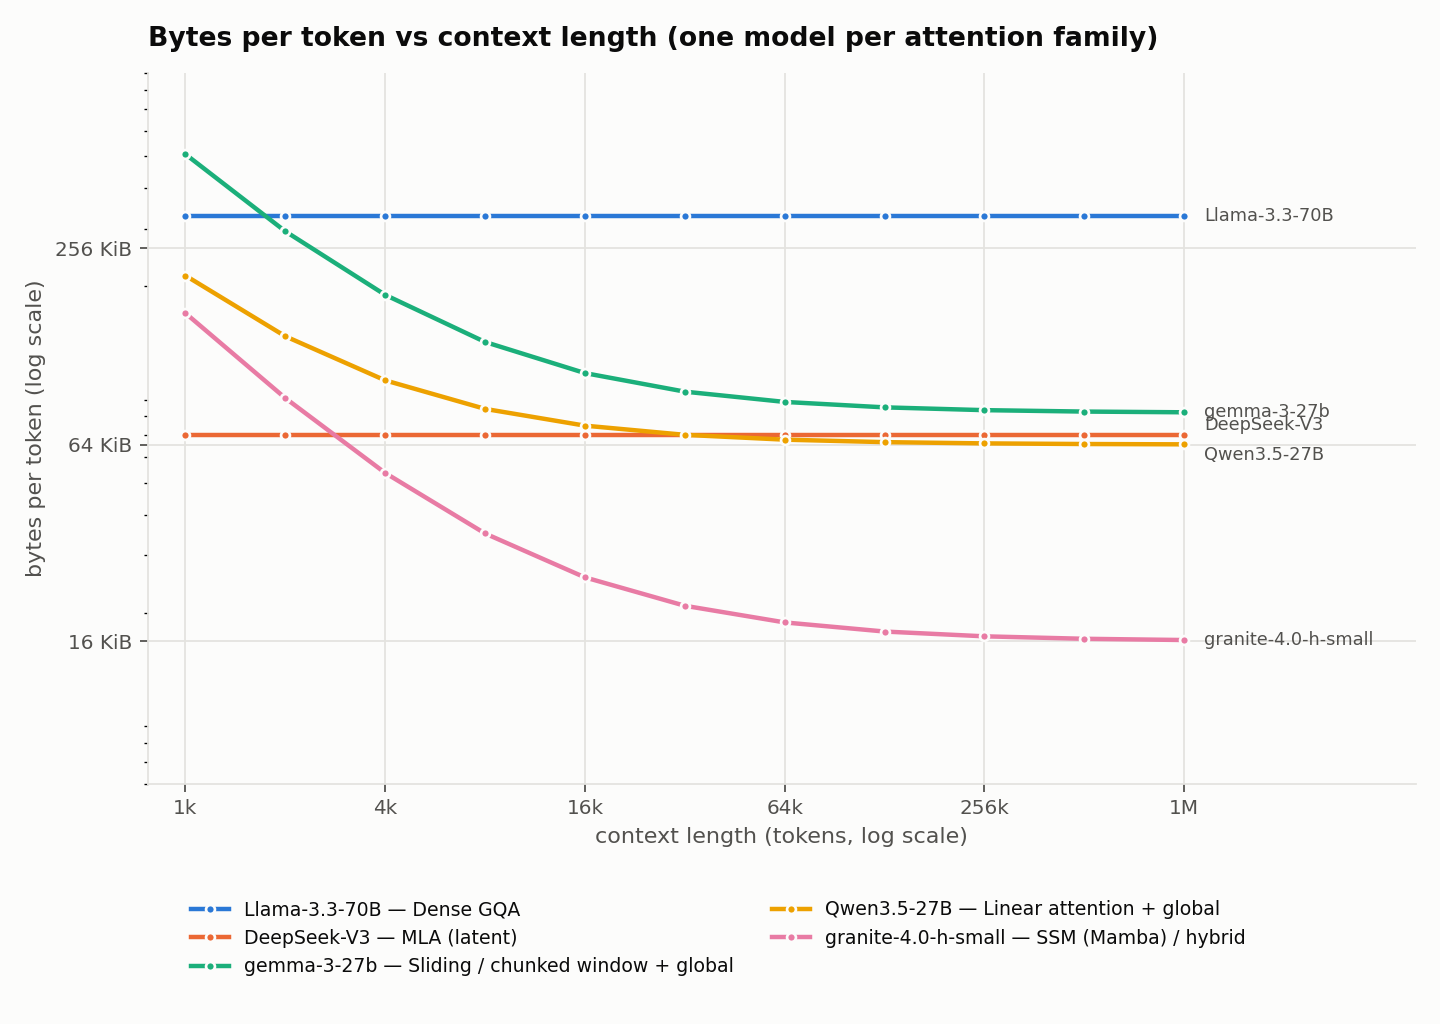 Bytes per token vs context length (one model per attention family)
bytes per token (log scale)
256 KiB
64 KiB
16 KiB
Llama-3.3-70B
gemma-3-27b
DeepSeek-V3
Qwen3.5-27B
granite-4.0-h-small
1k 4k 16k 64k 256k 1M
context length (tokens, log scale)
Llama-3.3-70B — Dense GQA
DeepSeek-V3 — MLA (latent)
gemma-3-27b — Sliding / chunked window + global
Qwen3.5-27B — Linear attention + global
granite-4.0-h-small — SSM (Mamba) / hybrid